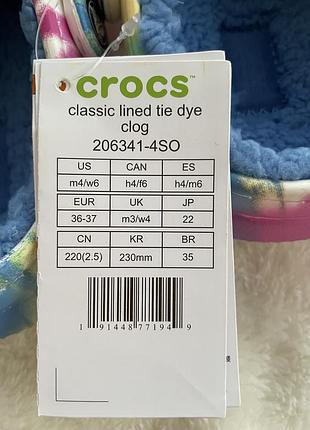 crocs
classic lined tie dye
clog
206341-4SO
US CAN ES
m4/w6 h4/f6 h4/m6
EUR UK JP
36-37 m3/w4 22
CN KR BR
220(2.5) 230mm 35
1 91448 77194 9